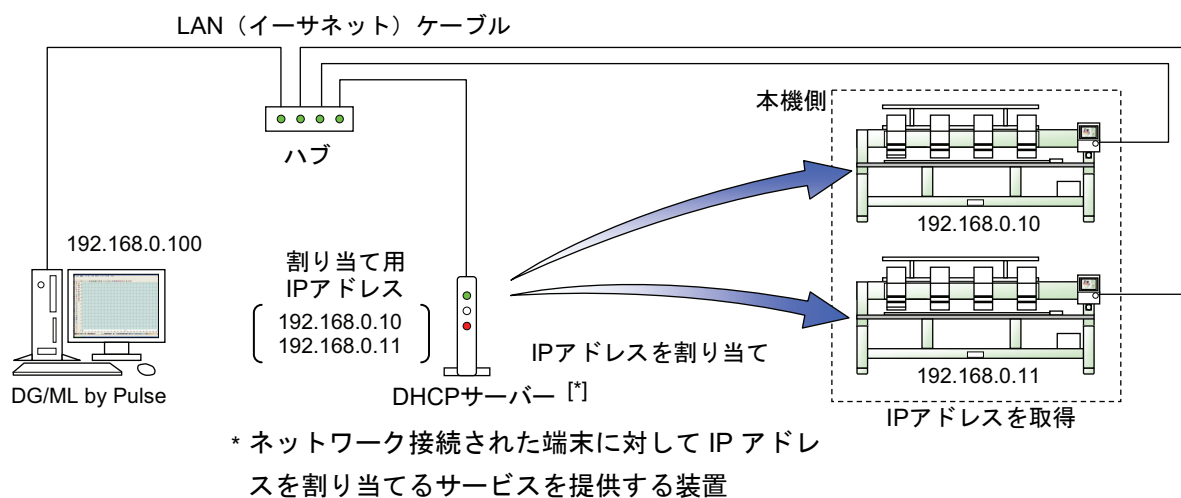 LAN（イーサネット）ケーブル
本機側
ハブ
192.168.0.10
192.168.0.100
割り当て用
IPアドレス
192.168.0.10
192.168.0.11
IPアドレスを割り当て
192.168.0.11
DG/ML by Pulse
DHCPサーバー [*]
IPアドレスを取得
* ネットワーク接続された端末に対して IP アドレ
スを割り当てるサービスを提供する装置